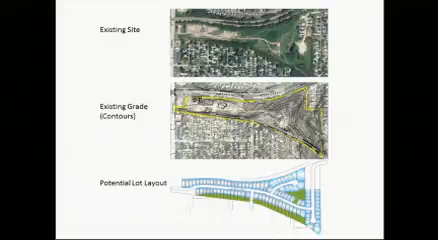 Existing Site
Existing Grade
(Contours)
Potential Lot Layout